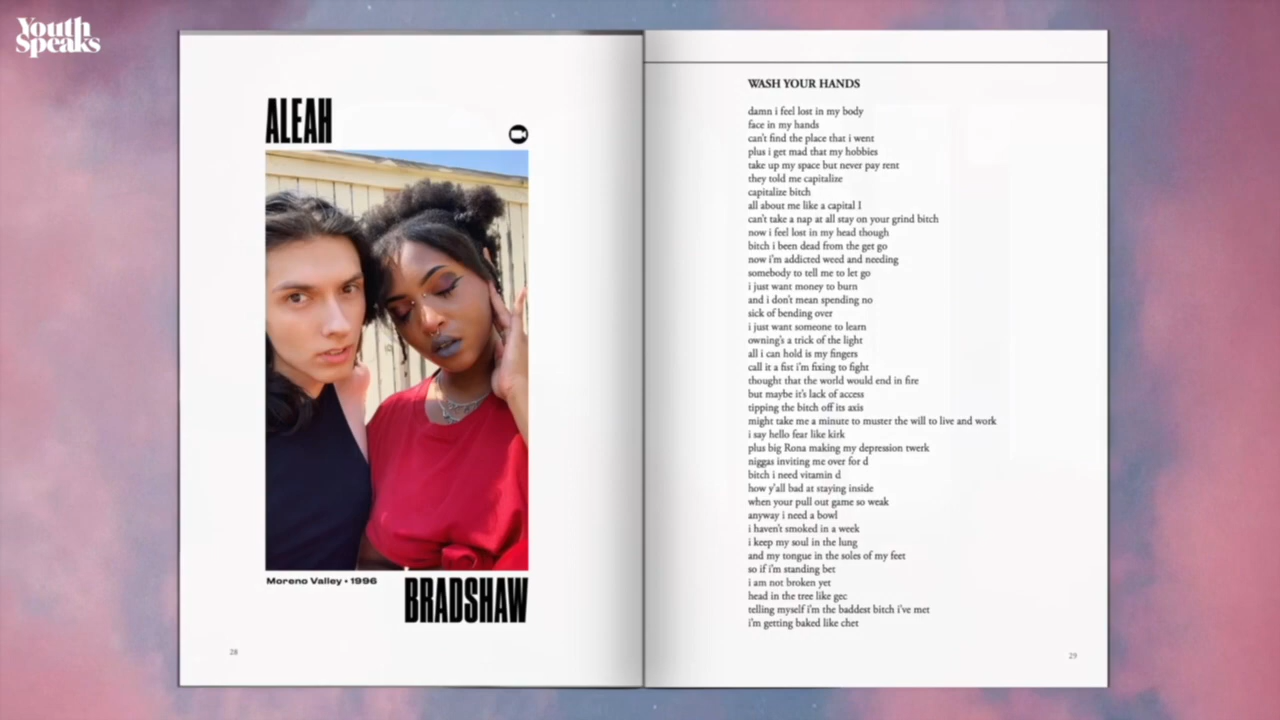 Youth
Speaks
ALEAH
Moreno Valley • 1996
BRADSHAW
28
WASH YOUR HANDS
damn i feel lost in my body
face in my hands
can't find the place that i went
plus i get mad that my hobbies
take up my space but never pay rent
they told me capitalize
capitalize bitch
all about me like a capital I
can't take a nap at all stay on your grind bitch
now i feel lost in my head though
bitch i been dead from the get go
now i'm addicted weed and needing
somebody to tell me to let go
i just want money to burn
and i don't mean spending no
sick of bending over
i just want someone to learn
owning's a trick of the light
all i can hold is my fingers
call it a fist i'm fixing to fight
thought that the world would end in fire
but maybe it's lack of access
tipping the bitch off its axis
might take me a minute to muster the will to live and work
i say hello fear like kirk
plus big Rona making my depression twerk
niggas inviting me over for d
bitch i need vitamin d
how y'all bad at staying inside
when your pull out game so weak
anyway i need a bowl
i haven't smoked in a week
i keep my soul in the lung
and my tongue in the soles of my feet
so if i'm standing bet
i am not broken yet
head in the tree like gec
telling myself i'm the baddest bitch i've met
i'm getting baked like chet
29